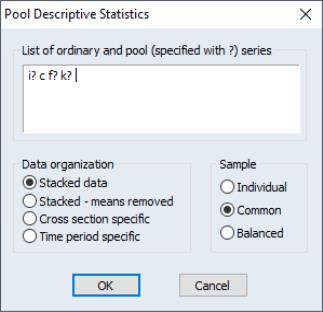 Pool Descriptive Statistics
List of ordinary and pool (specified with ?) series
i? c f? k?
Data organization
Stacked data
Stacked - means removed
Cross section specific
Time period specific
Sample
Individual
Common
Balanced
OK
Cancel